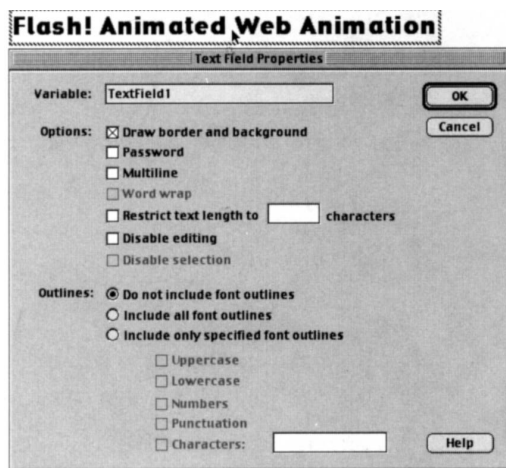 Flash! Animated Web Animation
Text Field Properties
Variable: TextField1
OK
Options: Draw border and background
Cancel
Password
Multiline
Word wrap
Restrict text length to characters
Disable editing
Disable selection
Outlines: Do not include font outlines
Include all font outlines
Include only specified font outlines
Uppercase
Lowercase
Numbers
Punctuation
Characters:
Help